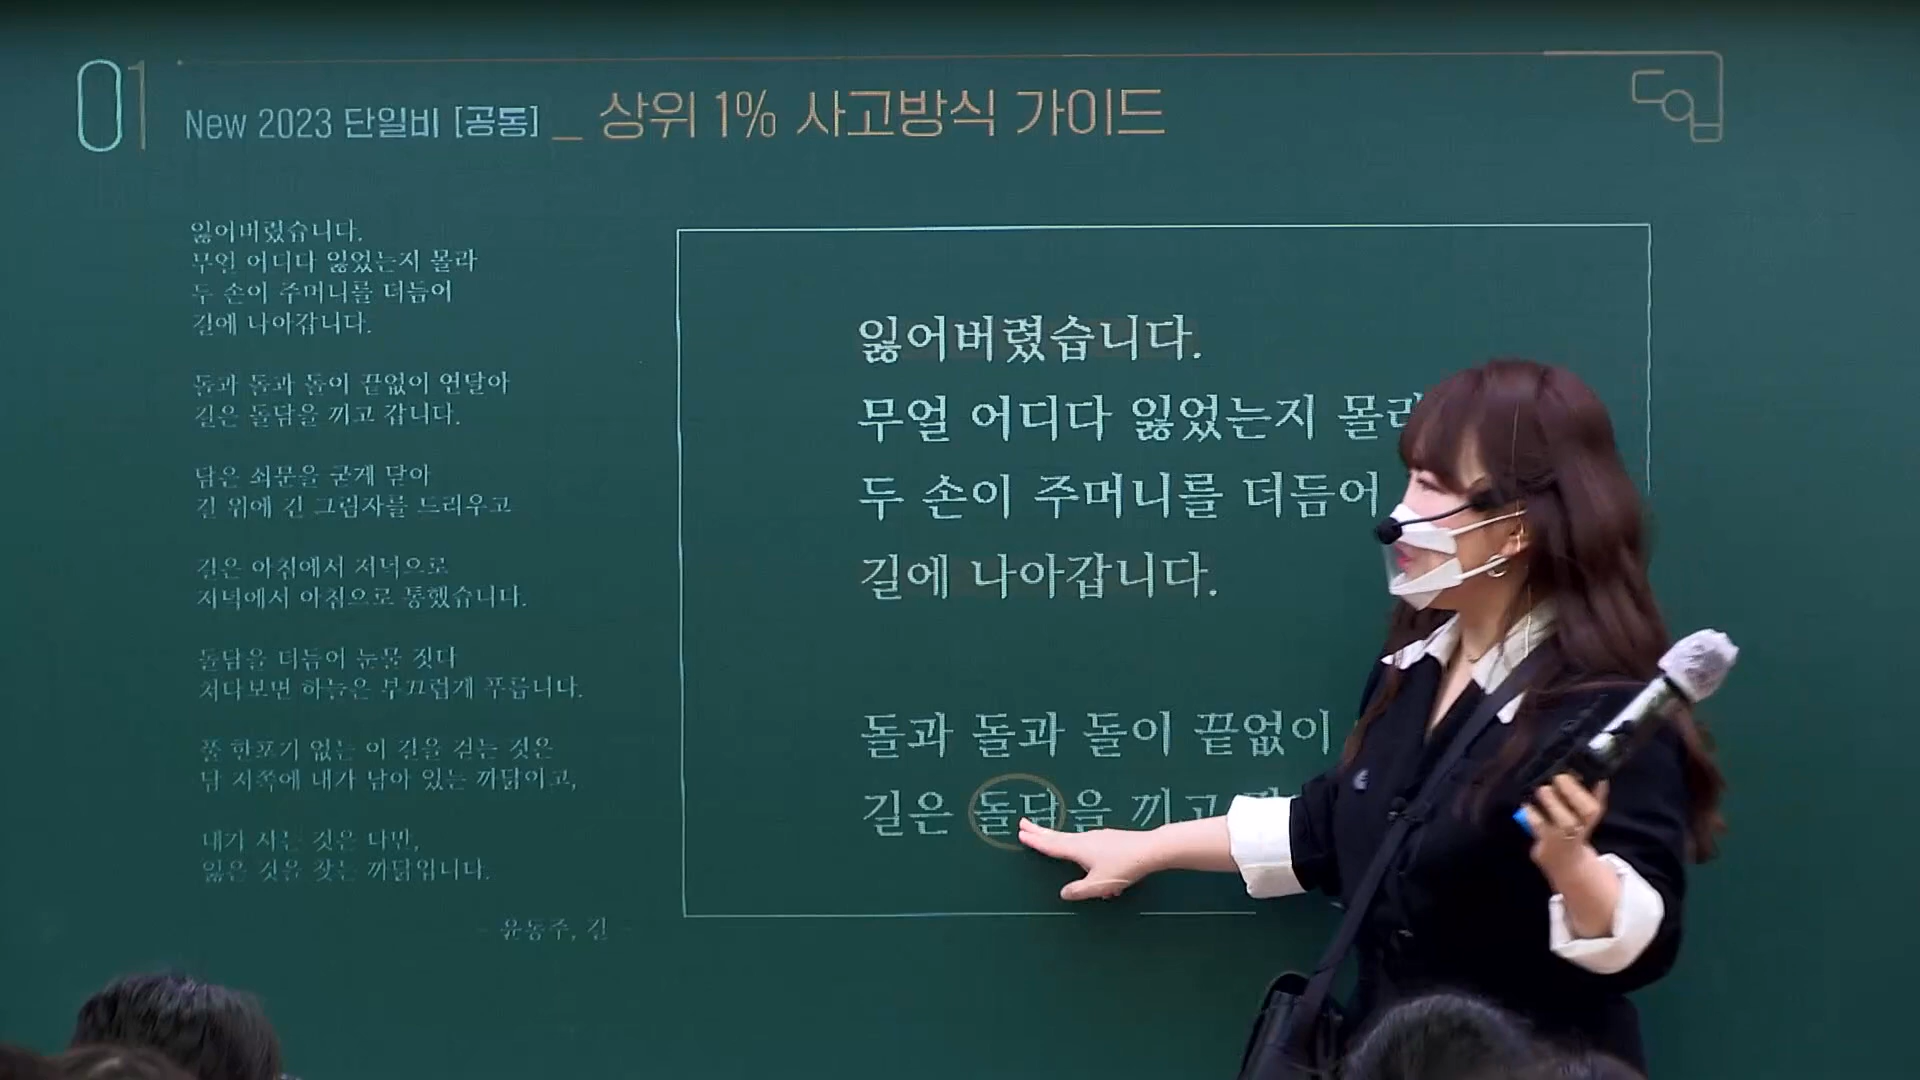 01 New 2023 단일비 [공동] _ 상위 1% 사고방식 가이드
잃어버렸습니다.
무얼 어디다 잃었는지 몰라
두 손이 주머니를 더듬어
길에 나아갑니다.
돌과 돌과 돌이 끝없이 연달아
길은 돌담을 끼고 갑니다.
담은 쇠문을 굳게 닫아
길 위에 긴 그림자를 드리우고
길은 아침에서 저녁으로
저녁에서 아침으로 통했습니다.
돌담을 더듬어 눈물 짓다
쳐다보면 하늘은 부끄럽게 푸릅니다.
풀 한포기 없는 이 길을 걷는 것은
담 저쪽에 내가 남아 있는 까닭이고,
내가 사는 것은 다만,
잃은 것을 찾는 까닭입니다.
- 윤동주, 길 -
잃어버렸습니다.
무얼 어디다 잃었는지 몰라
두 손이 주머니를 더듬어
길에 나아갑니다.
돌과 돌과 돌이 끝없이
길은 돌담을 끼고